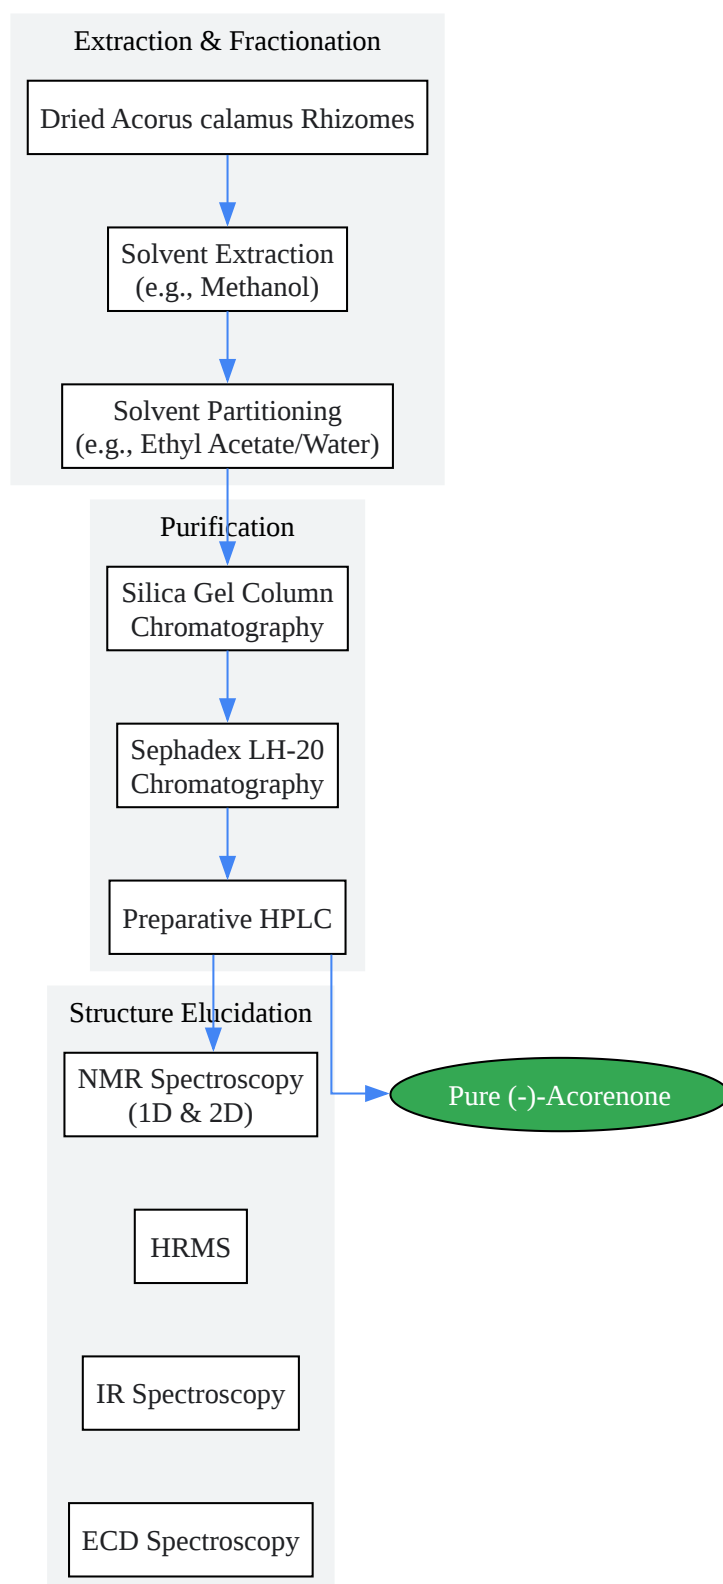 Extraction & Fractionation
Dried Acorus calamus Rhizomes
Solvent Extraction
(e.g., Methanol)
Solvent Partitioning
(e.g., Ethyl Acetate/Water)
Purification
Silica Gel Column
Chromatography
Sephadex LH-20
Chromatography
Preparative HPLC
Structure Elucidation
NMR Spectroscopy
(1D & 2D)
Pure (-)-Acorenone
HRMS
IR Spectroscopy
ECD Spectroscopy